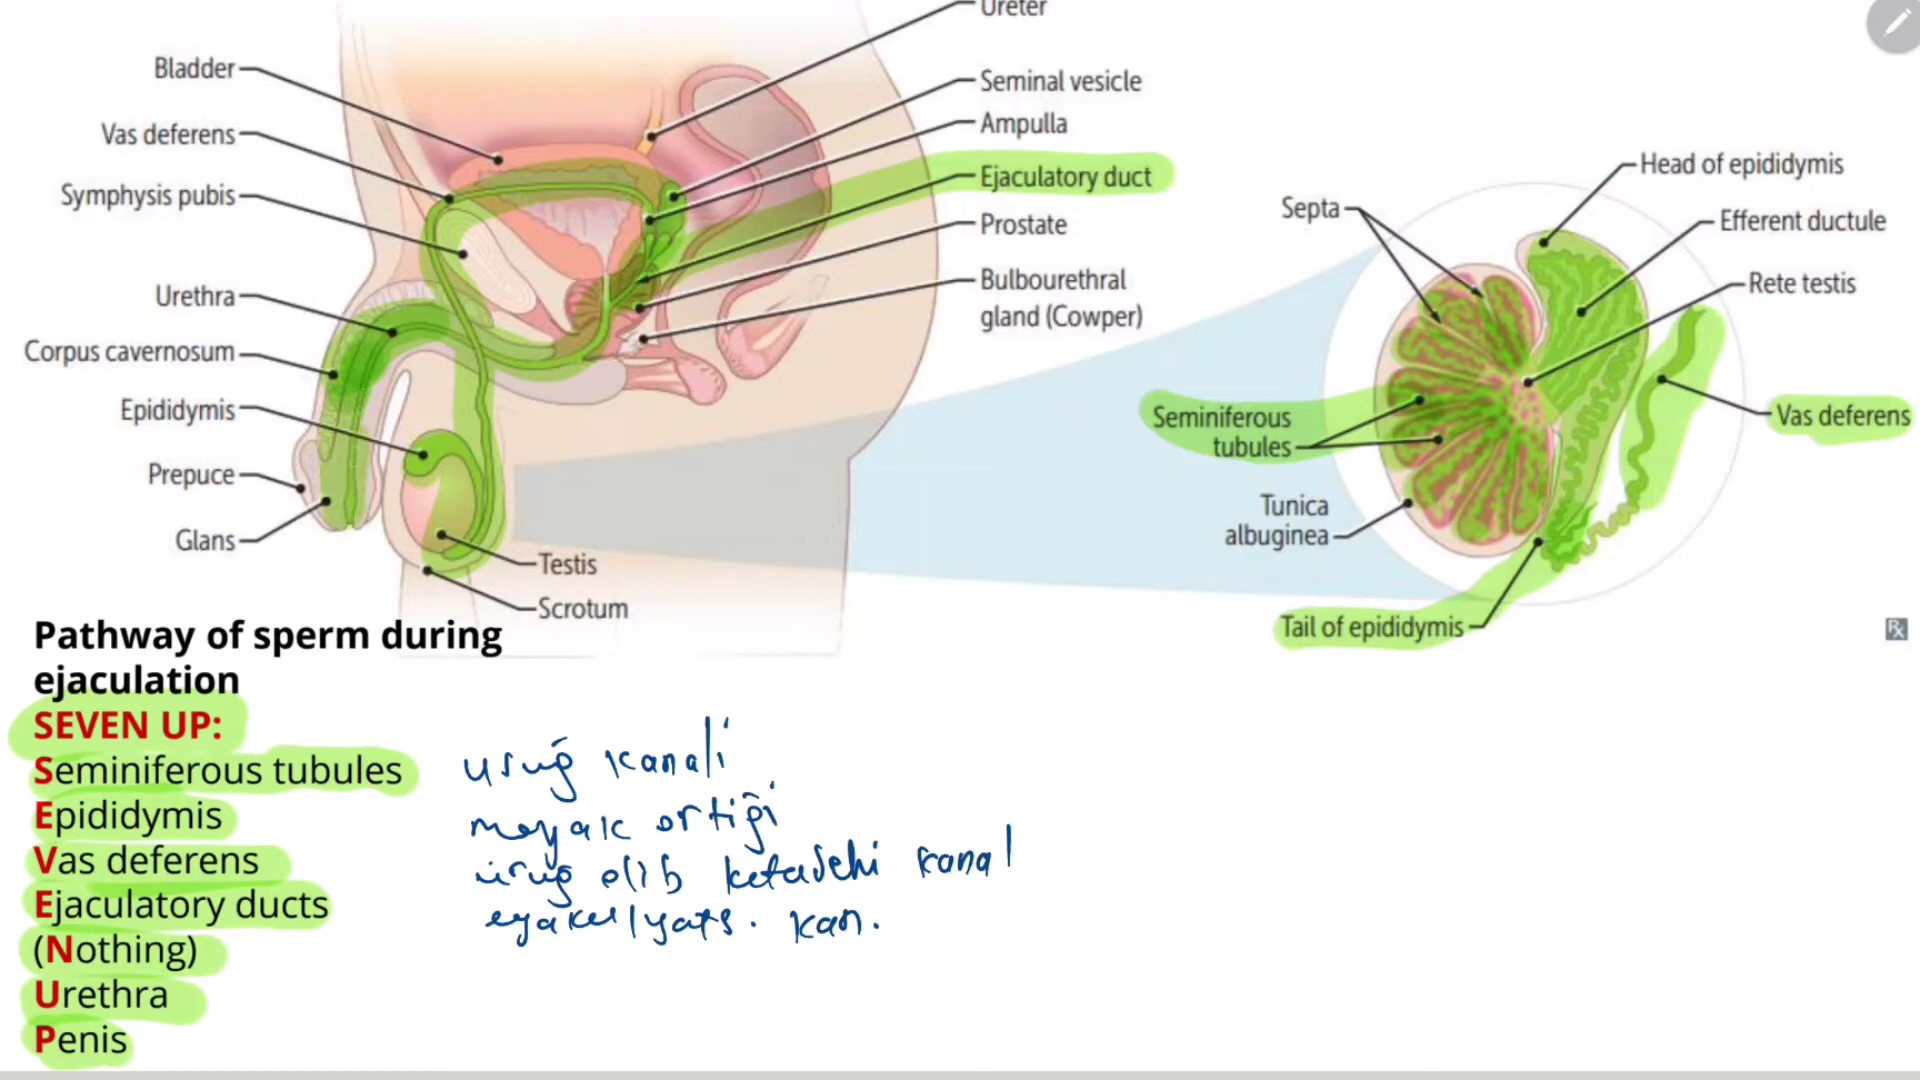 Ureter
Bladder
Seminal vesicle
Ampulla
Vas deferens
Ejaculatory duct
Symphysis pubis
Prostate
Urethra
Bulbourethral
gland (Cowper)
Corpus cavernosum
Epididymis
Prepuce
Glans
Testis
Scrotum
Head of epididymis
Septa
Efferent ductule
Rete testis
Seminiferous
tubules
Vas deferens
Tunica
albuginea
Tail of epididymis
Rx
Pathway of sperm during
ejaculation
SEVEN UP:
Seminiferous tubules
Epididymis
Vas deferens
Ejaculatory ducts
(Nothing)
Urethra
Penis
urug kanali
moyak ortigi
urug olib ketadchi kanal
kan.